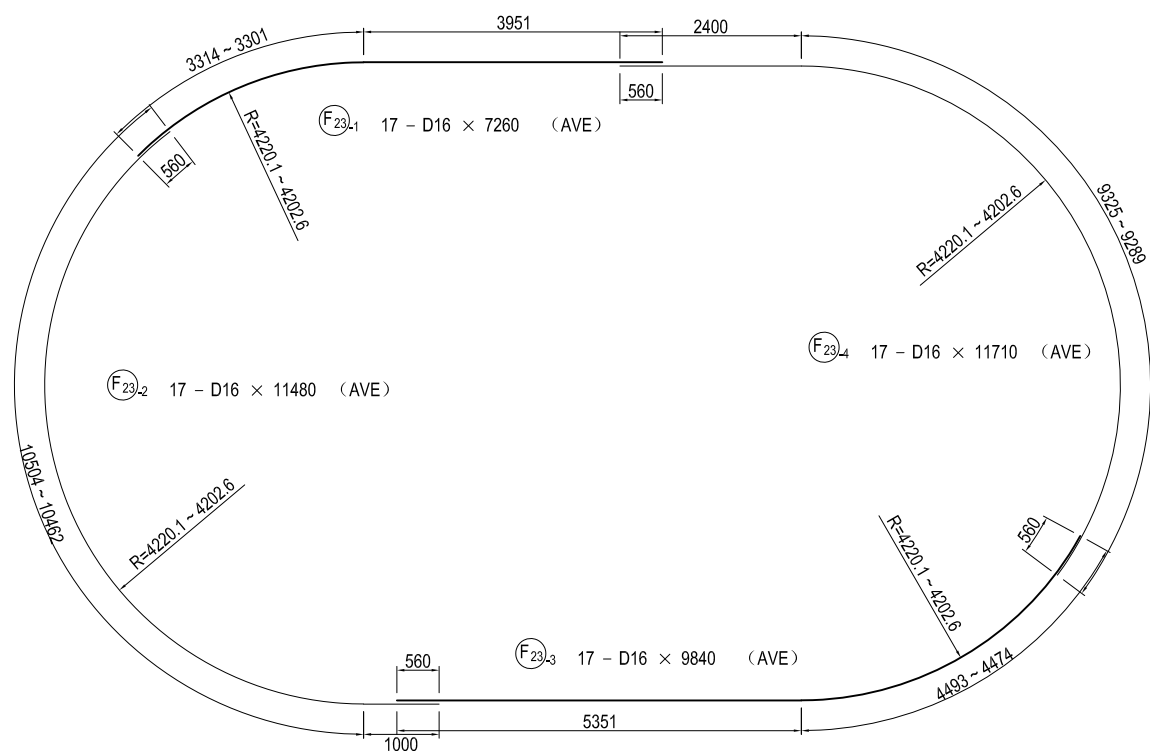 3951
2400
3314 ~ 3301
560
F23-1 17 – D16 × 7260 （AVE）
560
R=4220.1 ~ 4202.6
R=4220.1 ~ 4202.6
9325 ~ 9289
F23-4 17 – D16 × 11710 （AVE）
F23-2 17 – D16 × 11480 （AVE）
10504 ~ 10462
R=4220.1 ~ 4202.6
R=4220.1 ~ 4202.6
560
F23-3 17 – D16 × 9840 （AVE）
560
4493 ~ 4474
5351
1000